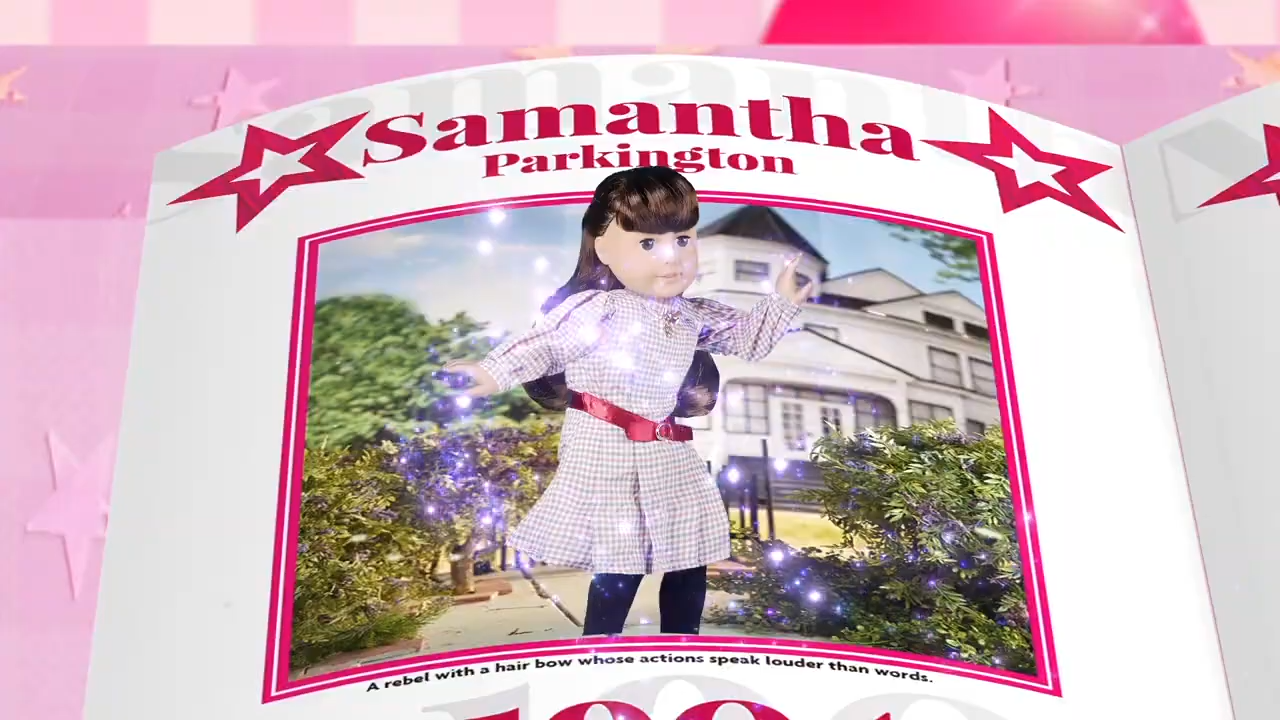 Samantha
Parkington
A rebel with a hair bow whose actions speak louder than words.